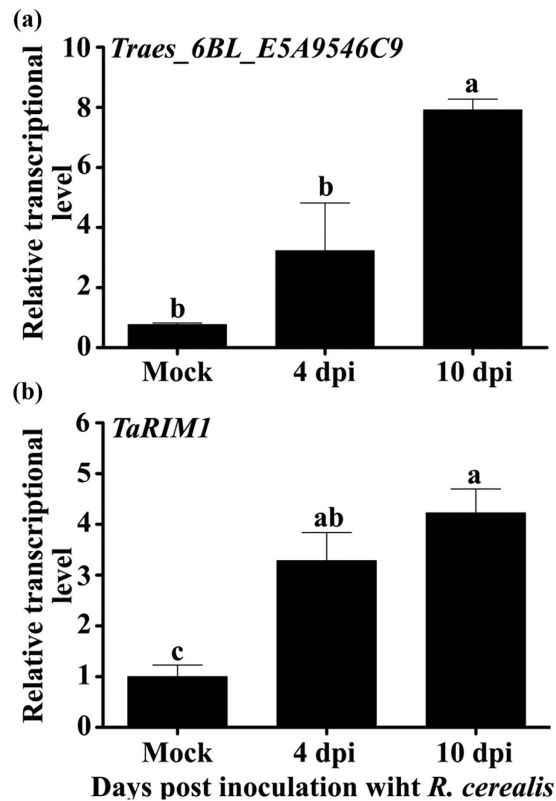 (a)
Traes_6BL_E5A9546C9
Relative transcriptional
level
10
8
6
4
2
0
b
b
a
Mock 4 dpi 10 dpi
(b)
TaRIM1
Relative transcriptional
level
6
5
4
3
2
1
0
c
ab
a
Mock 4 dpi 10 dpi
Days post inoculation wiht R. cerealis